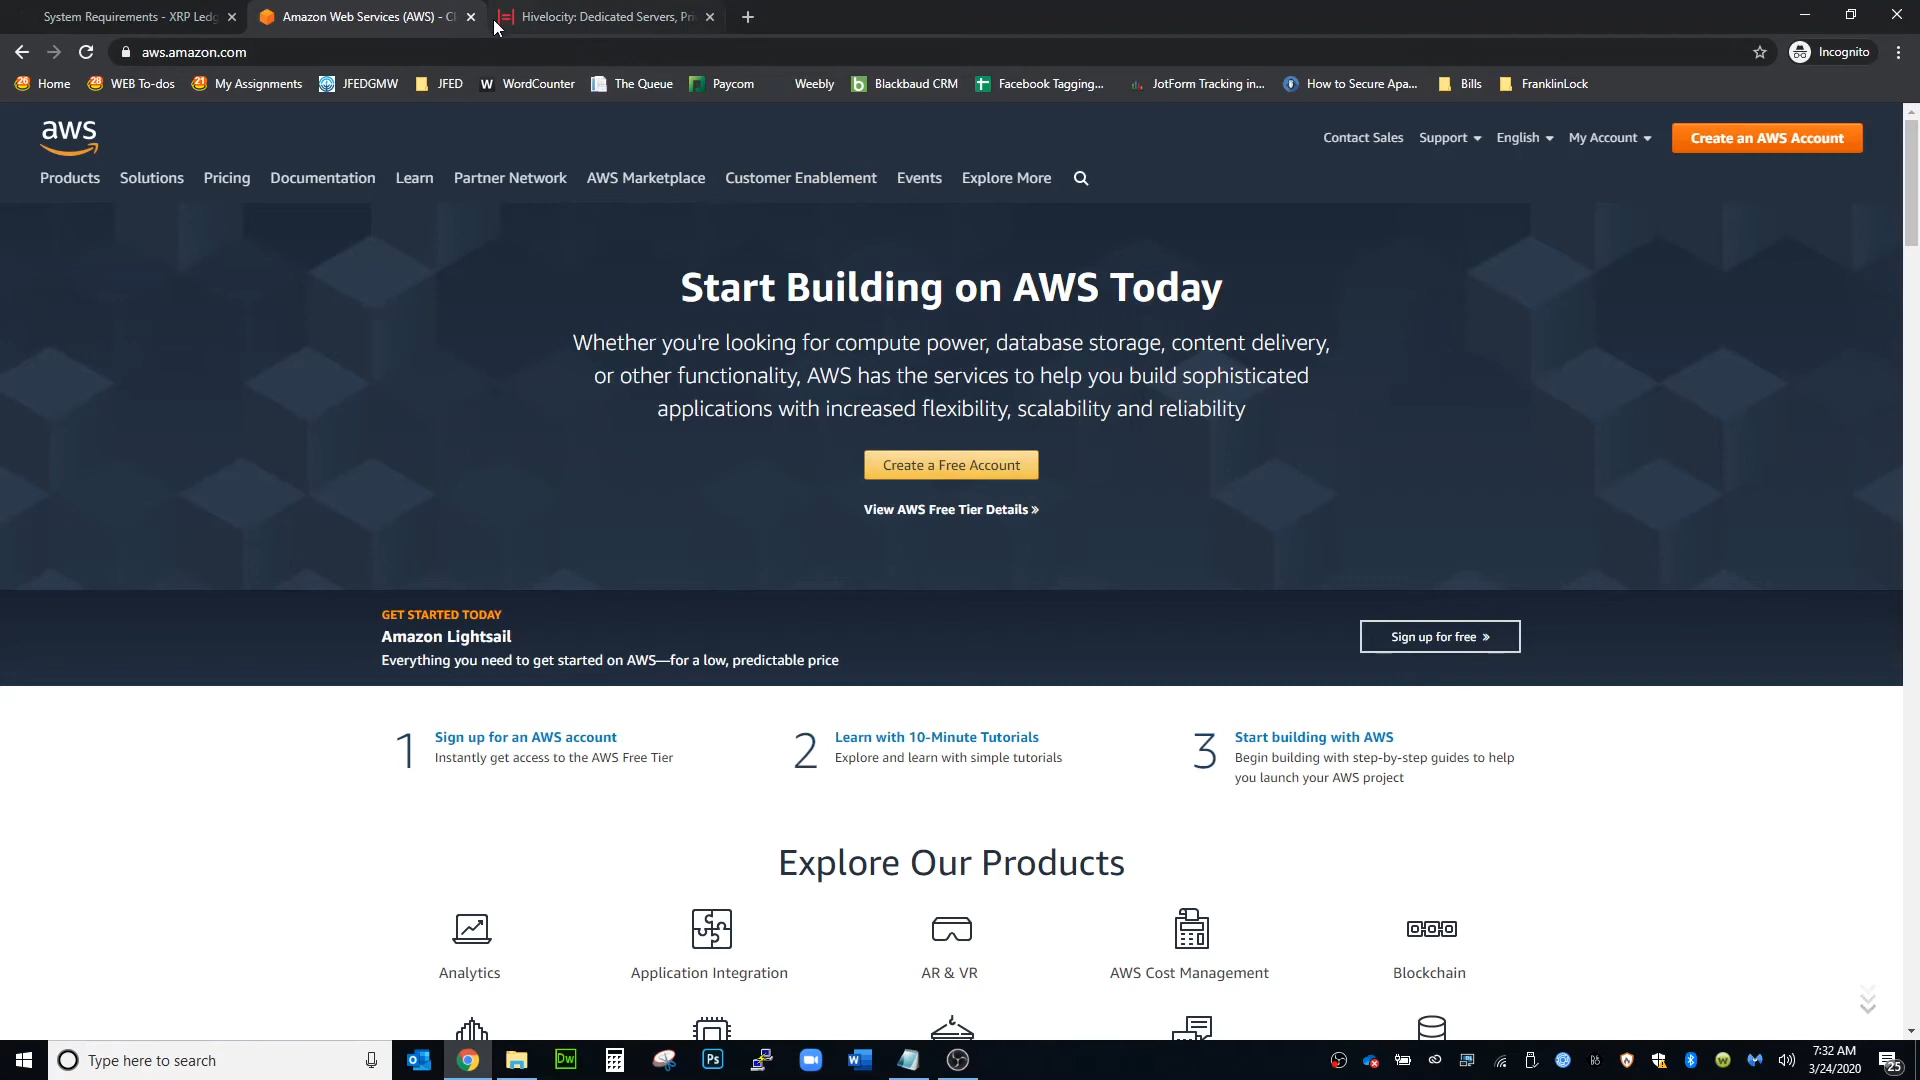 System Requirements - XRP Ledg
Amazon Web Services (AWS) - Cl
Hivelocity: Dedicated Servers, Pri
aws.amazon.com
Incognito
26 Home
28 WEB To-dos
21 My Assignments
JFEDGMW
JFED
W WordCounter
The Queue
Paycom
Weebly
b Blackbaud CRM
Facebook Tagging...
JotForm Tracking in...
How to Secure Apa...
Bills
FranklinLock
aws
Contact Sales Support English My Account Create an AWS Account
Products Solutions Pricing Documentation Learn Partner Network AWS Marketplace Customer Enablement Events Explore More
Start Building on AWS Today
Whether you're looking for compute power, database storage, content delivery,
or other functionality, AWS has the services to help you build sophisticated
applications with increased flexibility, scalability and reliability
Create a Free Account
View AWS Free Tier Details »
GET STARTED TODAY
Amazon Lightsail
Everything you need to get started on AWS—for a low, predictable price
Sign up for free »
1 Sign up for an AWS account
Instantly get access to the AWS Free Tier
2 Learn with 10-Minute Tutorials
Explore and learn with simple tutorials
3 Start building with AWS
Begin building with step-by-step guides to help
you launch your AWS project
Explore Our Products
Analytics
Application Integration
AR & VR
AWS Cost Management
Blockchain
Type here to search
Dw
Ps
7:32 AM
3/24/2020
25